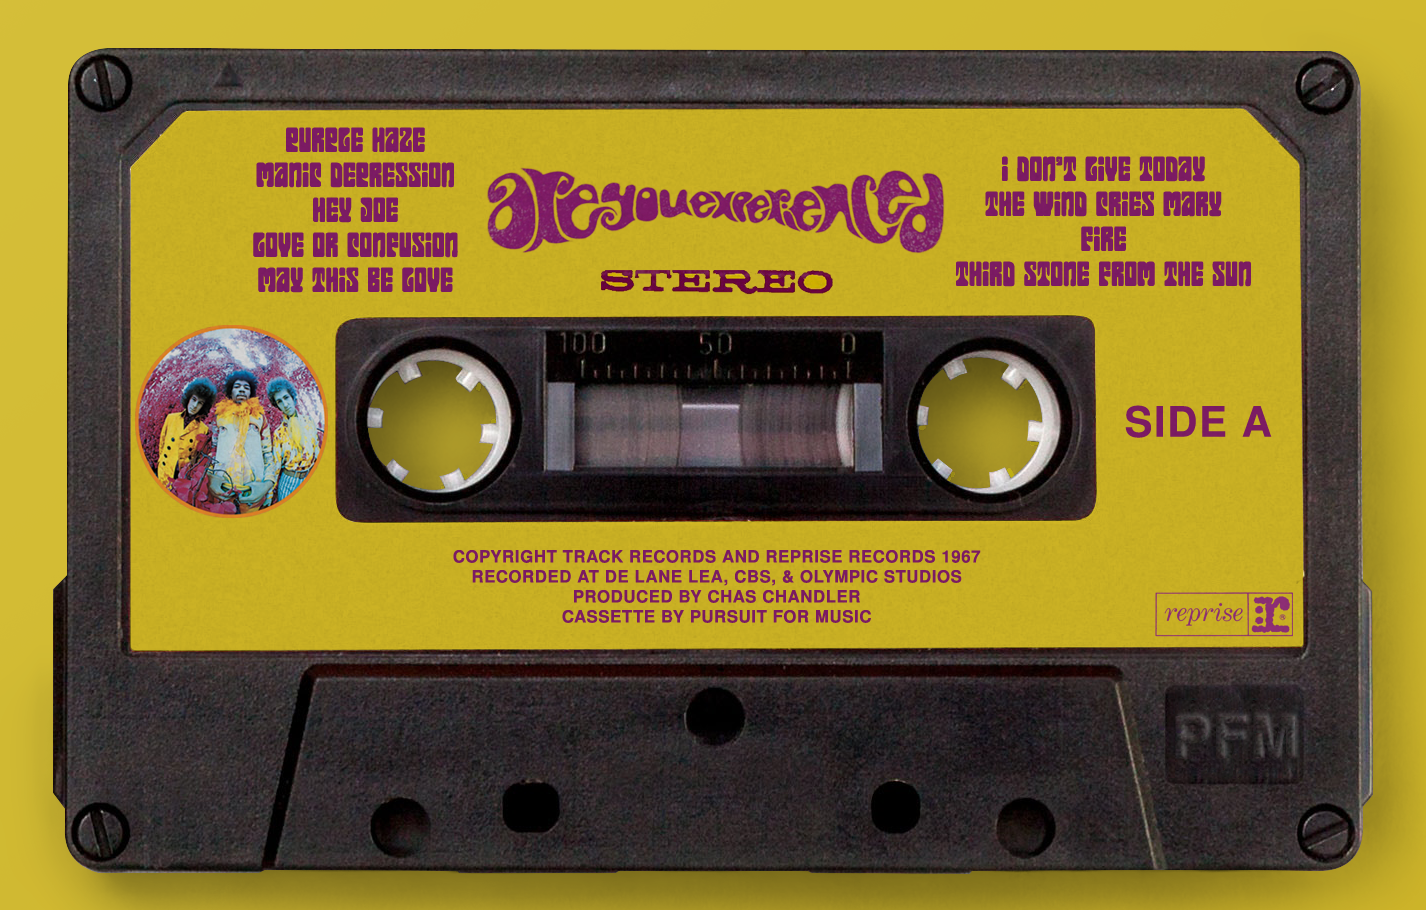 PURPLE HAZE
MANiC DEPRESSiON
HEY JOE
LOVE OR CONFUSiON
MAY THiS BE LOVE
areyouexperienced
STEREO
i DON'T GiVE TODAY
THE WiND CRiES MARY
FiRE
THiRD STONE FROM THE SUN
100 50 0
SIDE A
COPYRIGHT TRACK RECORDS AND REPRISE RECORDS 1967
RECORDED AT DE LANE LEA, CBS, & OLYMPIC STUDIOS
PRODUCED BY CHAS CHANDLER
CASSETTE BY PURSUIT FOR MUSIC
reprise r®
PFM